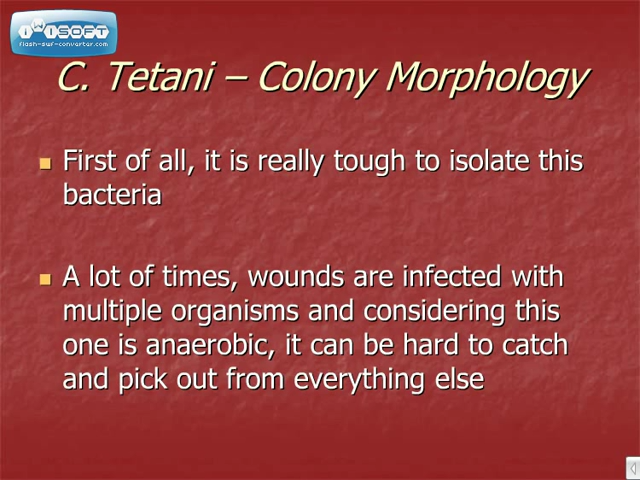 iWiSOFT
flash-swf-converter.com
C. Tetani – Colony Morphology
First of all, it is really tough to isolate this
bacteria
A lot of times, wounds are infected with
multiple organisms and considering this
one is anaerobic, it can be hard to catch
and pick out from everything else